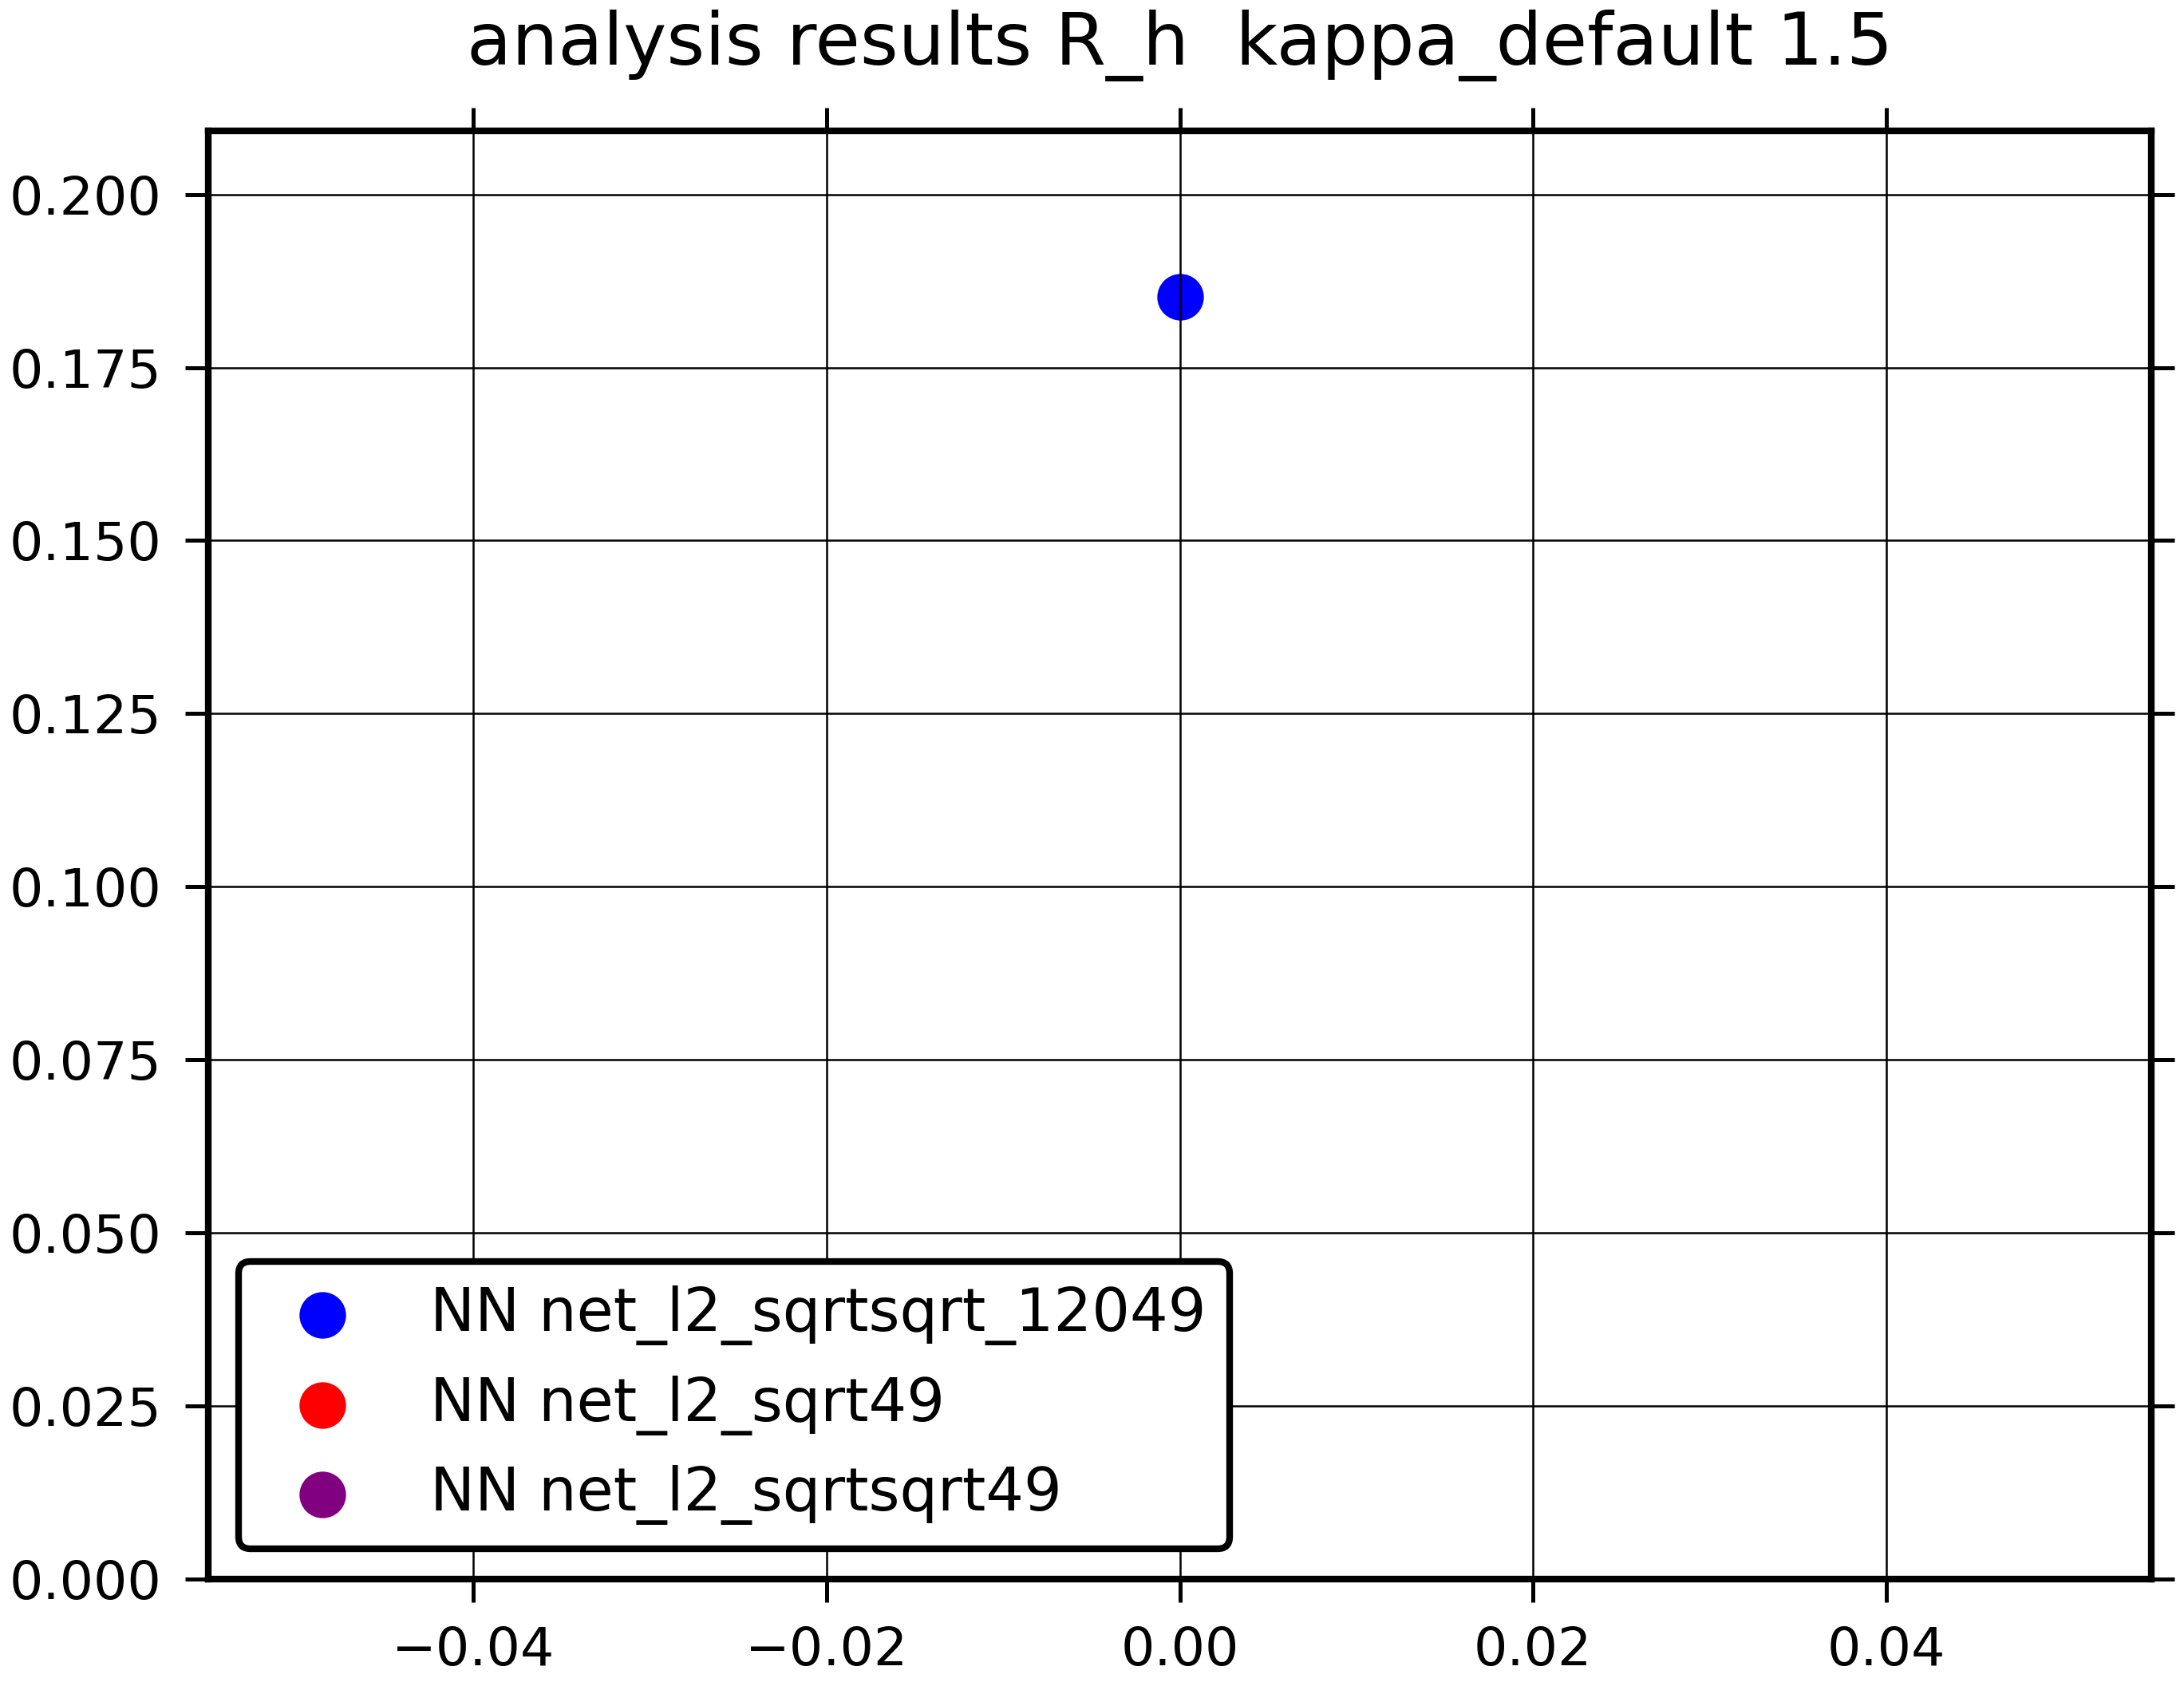 analysis results R_h  kappa_default 1.5
0.200
0.175
0.150
0.125
0.100
0.075
0.050
0.025
0.000
NN net_l2_sqrtsqrt_12049
NN net_l2_sqrt49
NN net_l2_sqrtsqrt49
−0.04 −0.02 0.00 0.02 0.04